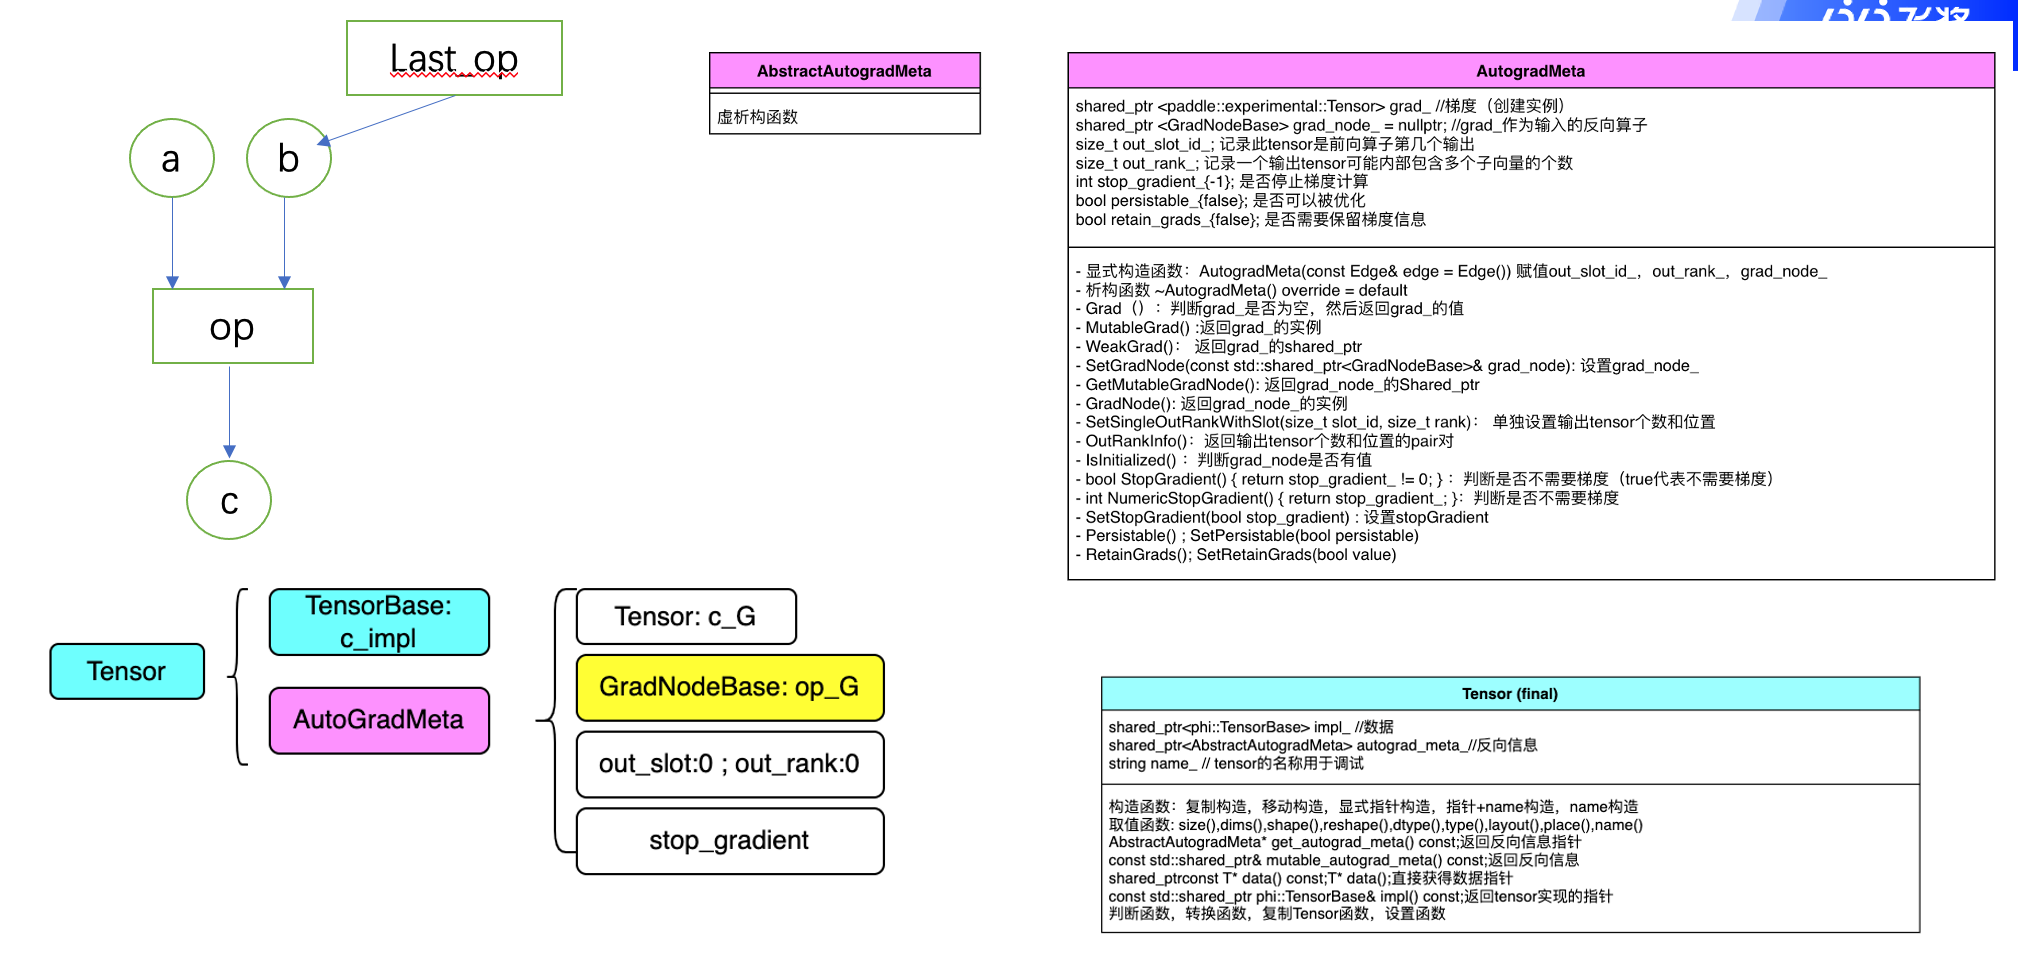 Last_op
a
b
op
c
AbstractAutogradMeta
虚析构函数
AutogradMeta
shared_ptr <paddle::experimental::Tensor> grad_ //梯度（创建实例）
shared_ptr <GradNodeBase> grad_node_ = nullptr; //grad_作为输入的反向算子
size_t out_slot_id_; 记录此tensor是前向算子第几个输出
size_t out_rank_; 记录一个输出tensor可能内部包含多个子向量的个数
int stop_gradient_{-1}; 是否停止梯度计算
bool persistable_{false}; 是否可以被优化
bool retain_grads_{false}; 是否需要保留梯度信息
- 显式构造函数：AutogradMeta(const Edge& edge = Edge()) 赋值out_slot_id_，out_rank_，grad_node_
- 析构函数 ~AutogradMeta() override = default
- Grad（）：判断grad_是否为空，然后返回grad_的值
- MutableGrad() :返回grad_的实例
- WeakGrad()： 返回grad_的shared_ptr
- SetGradNode(const std::shared_ptr<GradNodeBase>& grad_node): 设置grad_node_
- GetMutableGradNode(): 返回grad_node_的Shared_ptr
- GradNode(): 返回grad_node_的实例
- SetSingleOutRankWithSlot(size_t slot_id, size_t rank)： 单独设置输出tensor个数和位置
- OutRankInfo()：返回输出tensor个数和位置的pair对
- IsInitialized() ：判断grad_node是否有值
- bool StopGradient() { return stop_gradient_ != 0; } ：判断是否不需要梯度（true代表不需要梯度）
- int NumericStopGradient() { return stop_gradient_; }：判断是否不需要梯度
- SetStopGradient(bool stop_gradient) : 设置stopGradient
- Persistable() ; SetPersistable(bool persistable)
- RetainGrads(); SetRetainGrads(bool value)
Tensor
TensorBase:
c_impl
AutoGradMeta
Tensor: c_G
GradNodeBase: op_G
out_slot:0 ; out_rank:0
stop_gradient
Tensor (final)
shared_ptr<phi::TensorBase> impl_ //数据
shared_ptr<AbstractAutogradMeta> autograd_meta_//反向信息
string name_ // tensor的名称用于调试
构造函数：复制构造，移动构造，显式指针构造，指针+name构造，name构造
取值函数: size(),dims(),shape(),reshape(),dtype(),type(),layout(),place(),name()
AbstractAutogradMeta* get_autograd_meta() const;返回反向信息指针
const std::shared_ptr& mutable_autograd_meta() const;返回反向信息
shared_ptrconst T* data() const;T* data();直接获得数据指针
const std::shared_ptr phi::TensorBase& impl() const;返回tensor实现的指针
判断函数，转换函数，复制Tensor函数，设置函数